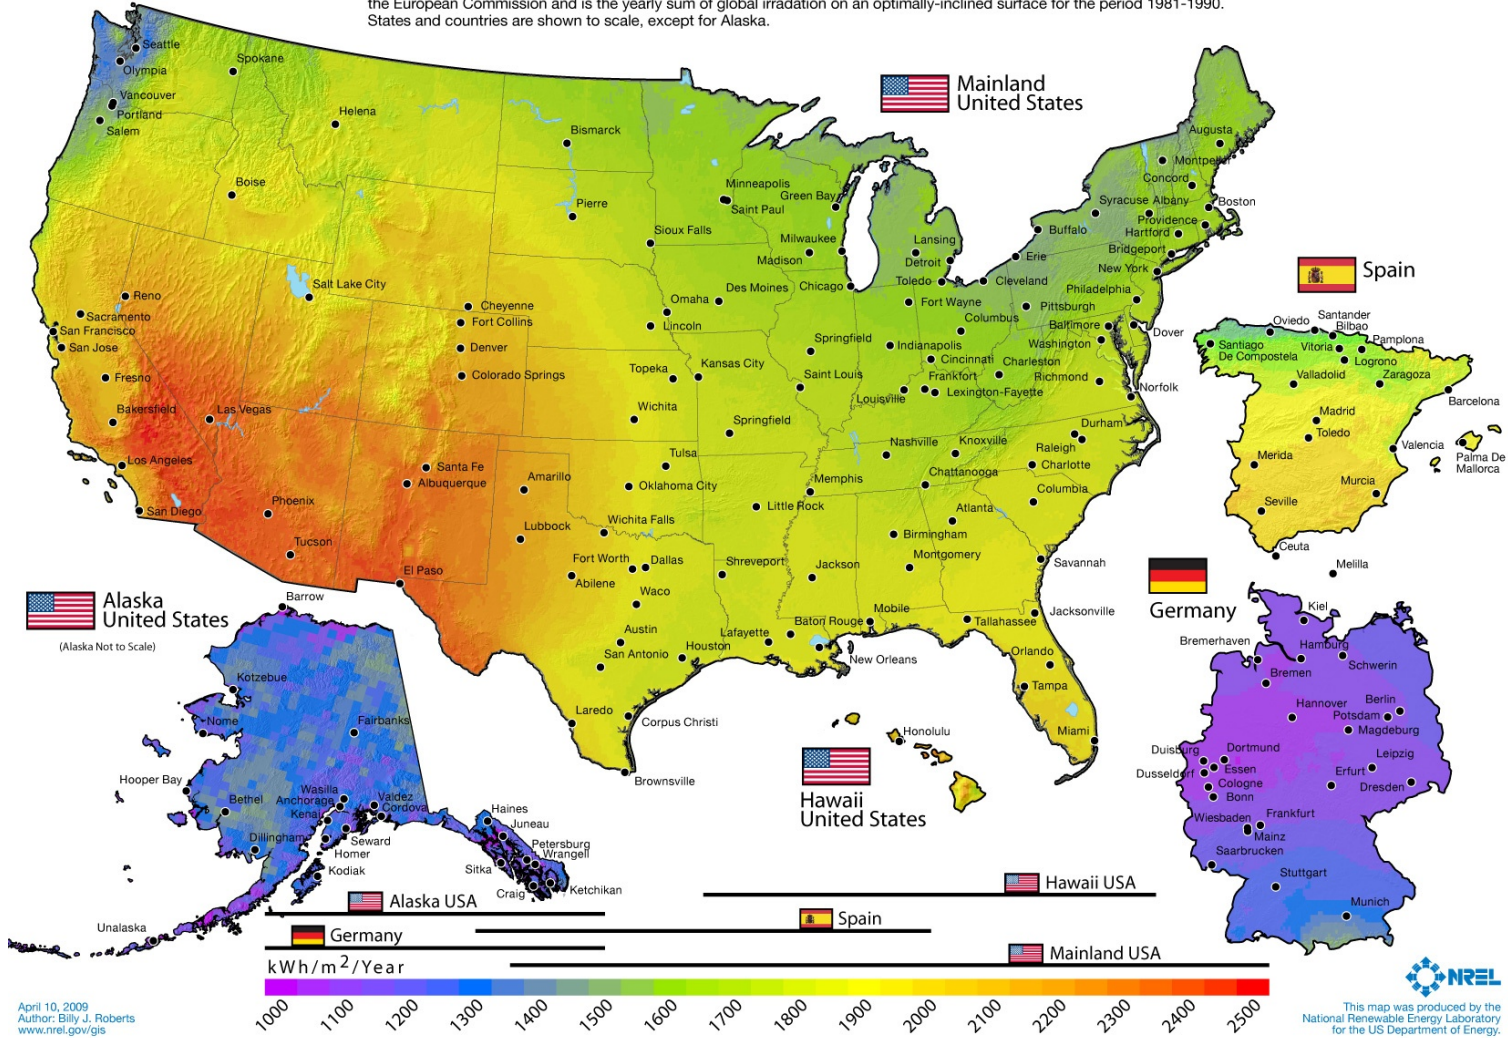 the European Commission and is the yearly sum of global irradation on an optimally-inclined surface for the period 1981-1990.
States and countries are shown to scale, except for Alaska.
Mainland
United States
Seattle
Olympia
Spokane
Vancouver
Portland
Salem
Helena
Bismarck
Boise
Pierre
Minneapolis
Saint Paul
Green Bay
Sioux Falls
Milwaukee
Madison
Lansing
Detroit
Augusta
Montpelier
Concord
Syracuse
Albany
Boston
Providence
Hartford
Buffalo
Bridgeport
Erie
New York
Reno
Salt Lake City
Sacramento
San Francisco
San Jose
Fresno
Bakersfield
Las Vegas
Los Angeles
San Diego
Phoenix
Tucson
Cheyenne
Fort Collins
Denver
Colorado Springs
Santa Fe
Albuquerque
El Paso
Amarillo
Lubbock
Omaha
Lincoln
Des Moines
Chicago
Toledo
Cleveland
Fort Wayne
Pittsburgh
Philadelphia
Columbus
Baltimore
Dover
Washington
Springfield
Indianapolis
Cincinnati
Charleston
Kansas City
Topeka
Saint Louis
Frankfort
Richmond
Louisville
Lexington-Fayette
Norfolk
Wichita
Springfield
Durham
Raleigh
Nashville
Knoxville
Tulsa
Charlotte
Chattanooga
Memphis
Oklahoma City
Columbia
Little Rock
Atlanta
Wichita Falls
Birmingham
Fort Worth
Dallas
Abilene
Shreveport
Jackson
Montgomery
Savannah
Waco
Mobile
Jacksonville
Baton Rouge
Tallahassee
Austin
Lafayette
Houston
San Antonio
New Orleans
Orlando
Tampa
Laredo
Corpus Christi
Miami
Brownsville
Spain
Oviedo
Santander
Bilbao
Santiago
De Compostela
Vitoria
Pamplona
Logrono
Valladolid
Zaragoza
Barcelona
Madrid
Toledo
Merida
Valencia
Palma De
Mallorca
Murcia
Seville
Ceuta
Melilla
Alaska
United States
(Alaska Not to Scale)
Barrow
Kotzebue
Nome
Fairbanks
Hooper Bay
Bethel
Wasilla
Anchorage
Kenai
Valdez
Cordova
Dillingham
Seward
Homer
Kodiak
Unalaska
Haines
Juneau
Petersburg
Wrangell
Sitka
Craig
Ketchikan
Honolulu
Hawaii
United States
Germany
Kiel
Bremerhaven
Hamburg
Schwerin
Bremen
Hannover
Berlin
Potsdam
Magdeburg
Duisburg
Dortmund
Leipzig
Dusseldorf
Essen
Erfurt
Cologne
Dresden
Bonn
Wiesbaden
Frankfurt
Mainz
Saarbrucken
Stuttgart
Munich
Hawaii USA
Alaska USA
Spain
Germany
Mainland USA
kWh/m2/Year
1000 1100 1200 1300 1400 1500 1600 1700 1800 1900 2000 2100 2200 2300 2400 2500
April 10, 2009
Author: Billy J. Roberts
www.nrel.gov/gis
NREL
This map was produced by the
National Renewable Energy Laboratory
for the US Department of Energy.